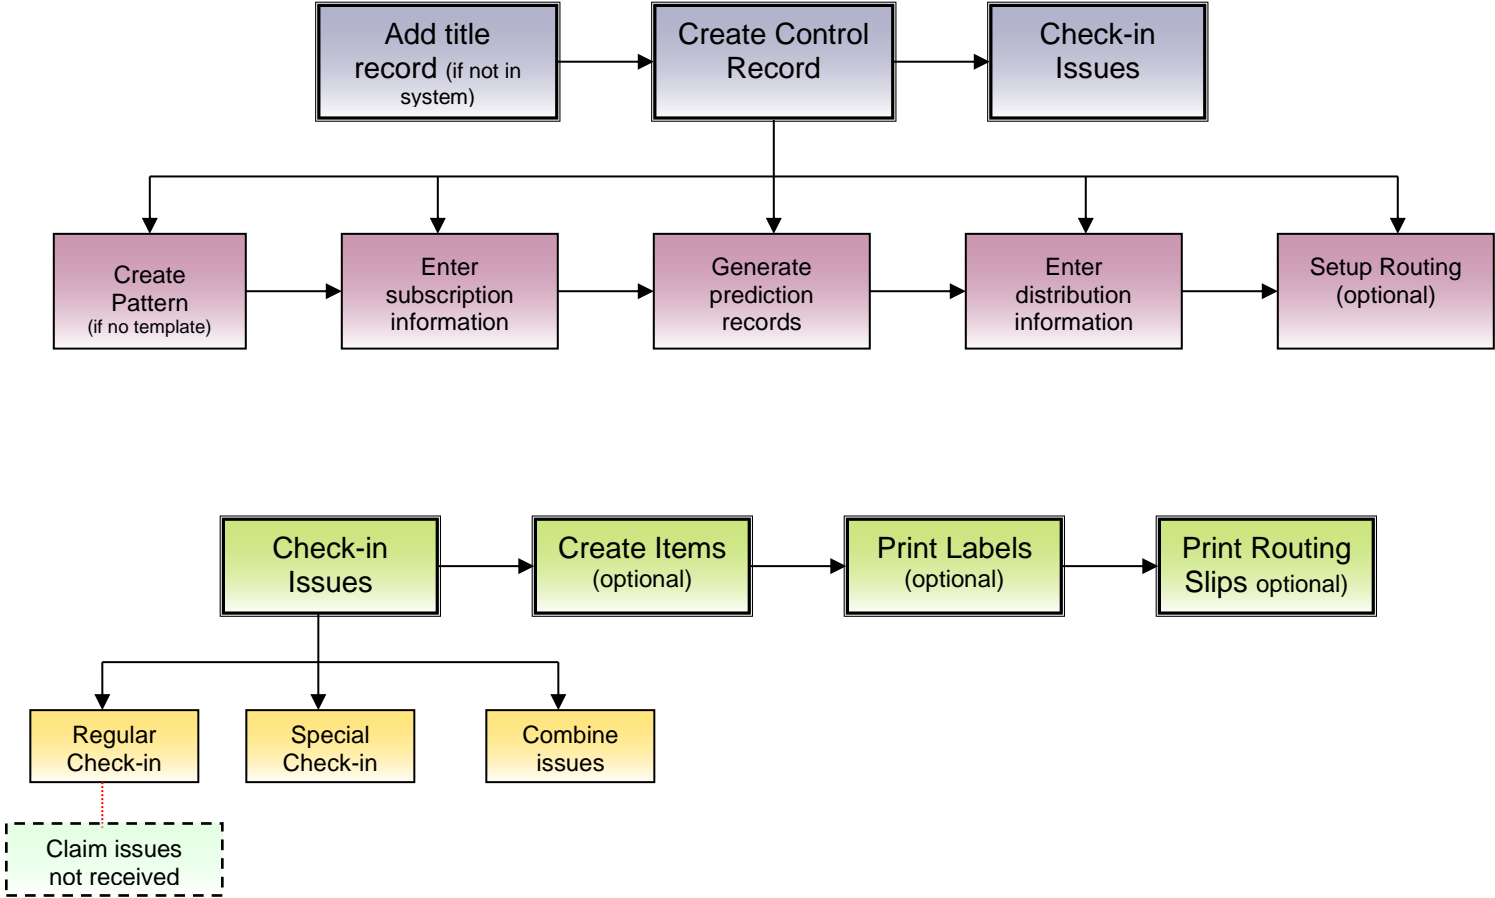 Add title
record (if not in
system)
Create Control
Record
Check-in
Issues
Create
Pattern
(if no template)
Enter
subscription
information
Generate
prediction
records
Enter
distribution
information
Setup Routing
(optional)
Check-in
Issues
Create Items
(optional)
Print Labels
(optional)
Print Routing
Slips optional)
Regular
Check-in
Special
Check-in
Combine
issues
Claim issues
not received